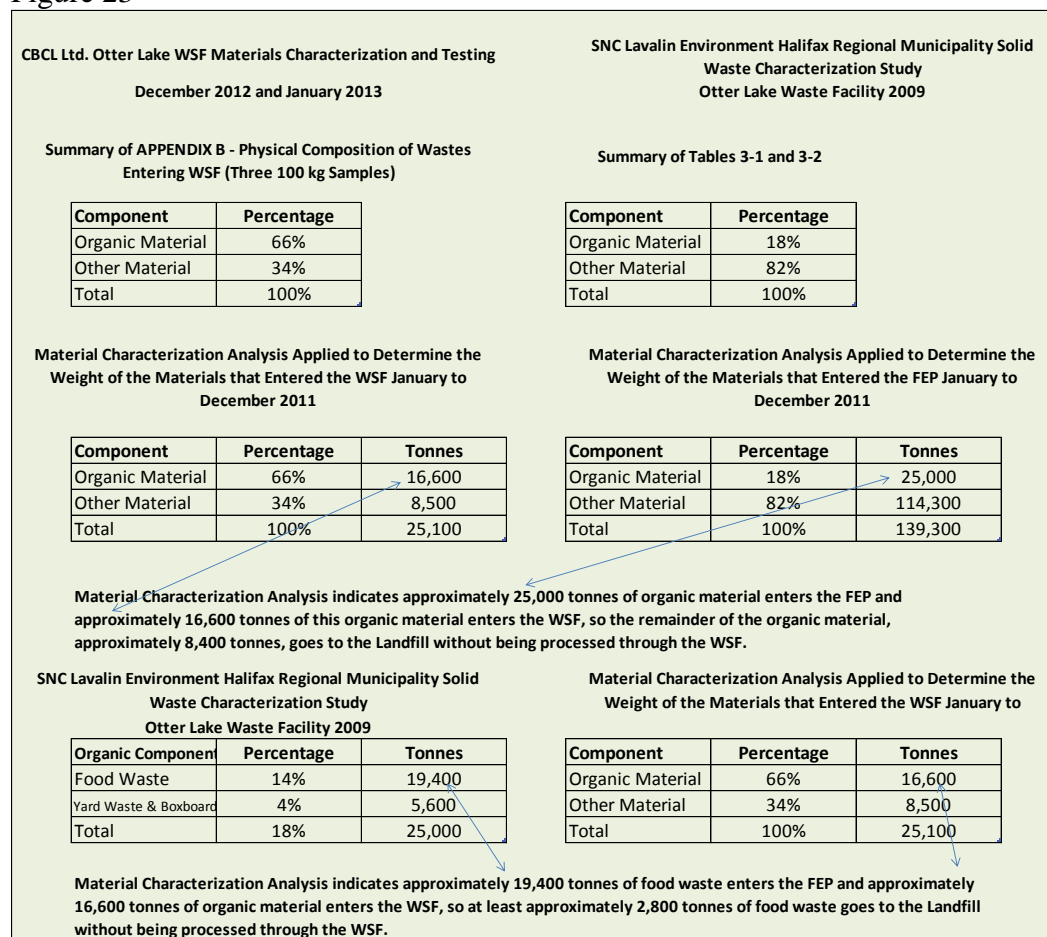 CBCL Ltd. Otter Lake WSF Materials Characterization and Testing
December 2012 and January 2013
SNC Lavalin Environment Halifax Regional Municipality Solid
Waste Characterization Study
Otter Lake Waste Facility 2009
Summary of APPENDIX B - Physical Composition of Wastes
Entering WSF (Three 100 kg Samples)
Summary of Tables 3-1 and 3-2
Component Percentage
Organic Material 66%
Other Material 34%
Total 100%
Component Percentage
Organic Material 18%
Other Material 82%
Total 100%
Material Characterization Analysis Applied to Determine the
Weight of the Materials that Entered the WSF January to
December 2011
Material Characterization Analysis Applied to Determine the
Weight of the Materials that Entered the FEP January to
December 2011
Component Percentage Tonnes
Organic Material 66% 16,600
Other Material 34% 8,500
Total 100% 25,100
Component Percentage Tonnes
Organic Material 18% 25,000
Other Material 82% 114,300
Total 100% 139,300
Material Characterization Analysis indicates approximately 25,000 tonnes of organic material enters the FEP and
approximately 16,600 tonnes of this organic material enters the WSF, so the remainder of the organic material,
approximately 8,400 tonnes, goes to the Landfill without being processed through the WSF.
SNC Lavalin Environment Halifax Regional Municipality Solid
Waste Characterization Study
Otter Lake Waste Facility 2009
Material Characterization Analysis Applied to Determine the
Weight of the Materials that Entered the WSF January to
Organic Component Percentage Tonnes
Food Waste 14% 19,400
Yard Waste & Boxboard 4% 5,600
Total 18% 25,000
Component Percentage Tonnes
Organic Material 66% 16,600
Other Material 34% 8,500
Total 100% 25,100
Material Characterization Analysis indicates approximately 19,400 tonnes of food waste enters the FEP and approximately
16,600 tonnes of organic material enters the WSF, so at least approximately 2,800 tonnes of food waste goes to the Landfill
without being processed through the WSF.